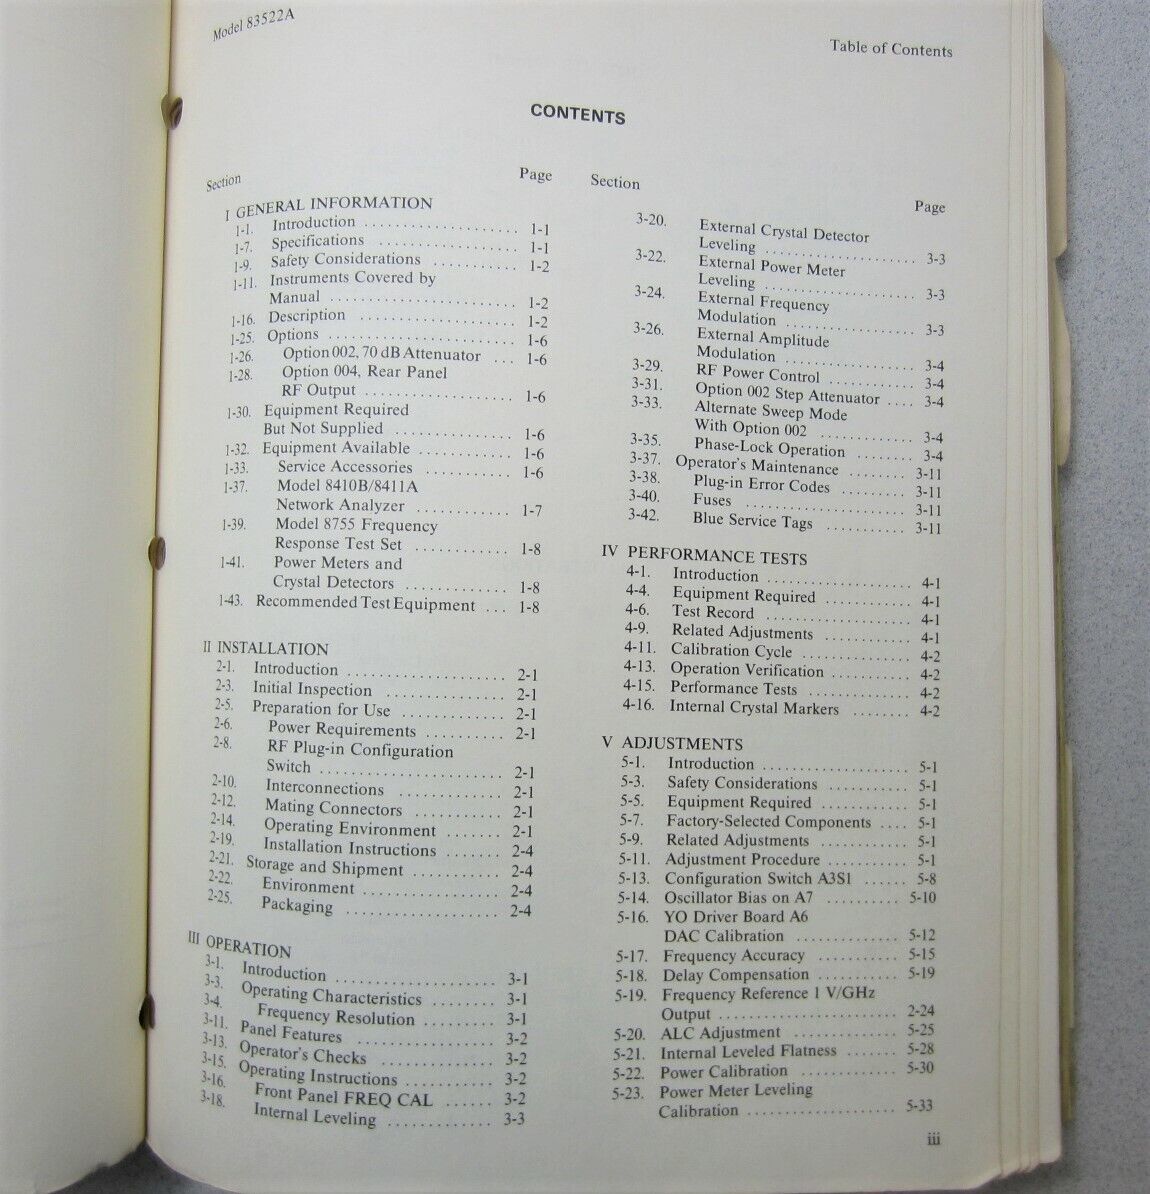 Model 83522A
Table of Contents
CONTENTS
Section Page
I GENERAL INFORMATION
1-1. Introduction .................... 1-1
1-7. Specifications .................. 1-1
1-9. Safety Considerations ........... 1-2
1-11. Instruments Covered by
Manual ........................ 1-2
1-16. Description .................... 1-2
1-25. Options ........................ 1-6
1-26. Option 002, 70 dB Attenuator ... 1-6
1-28. Option 004, Rear Panel
RF Output ................... 1-6
1-30. Equipment Required
But Not Supplied ............... 1-6
1-32. Equipment Available ............ 1-6
1-33. Service Accessories ........... 1-6
1-37. Model 8410B/8411A
Network Analyzer ............ 1-7
1-39. Model 8755 Frequency
Response Test Set ............ 1-8
1-41. Power Meters and
Crystal Detectors ............. 1-8
1-43. Recommended Test Equipment ... 1-8
II INSTALLATION
2-1. Introduction .................... 2-1
2-3. Initial Inspection ............... 2-1
2-5. Preparation for Use ............. 2-1
2-6. Power Requirements .......... 2-1
2-8. RF Plug-in Configuration
Switch ........................ 2-1
2-10. Interconnections ............. 2-1
2-12. Mating Connectors ............ 2-1
2-14. Operating Environment ....... 2-1
2-19. Installation Instructions ....... 2-4
2-21. Storage and Shipment ........... 2-4
2-22. Environment ................. 2-4
2-25. Packaging ................... 2-4
III OPERATION
3-1. Introduction .................... 3-1
3-3. Operating Characteristics ........ 3-1
3-4. Frequency Resolution ......... 3-1
3-11. Panel Features ................. 3-2
3-13. Operator's Checks .............. 3-2
3-15. Operating Instructions ........... 3-2
3-16. Front Panel FREQ CAL ...... 3-2
3-18. Internal Leveling ............. 3-3
Section
Page
3-20. External Crystal Detector
Leveling ................... 3-3
3-22. External Power Meter
Leveling ................... 3-3
3-24. External Frequency
Modulation ................. 3-3
3-26. External Amplitude
Modulation ................. 3-4
3-29. RF Power Control ........... 3-4
3-31. Option 002 Step Attenuator .... 3-4
3-33. Alternate Sweep Mode
With Option 002 ............ 3-4
3-35. Phase-Lock Operation ........ 3-4
3-37. Operator's Maintenance ....... 3-11
3-38. Plug-in Error Codes ......... 3-11
3-40. Fuses ..................... 3-11
3-42. Blue Service Tags ........... 3-11
IV PERFORMANCE TESTS
4-1. Introduction ................... 4-1
4-4. Equipment Required ............ 4-1
4-6. Test Record ................... 4-1
4-9. Related Adjustments ............ 4-1
4-11. Calibration Cycle .............. 4-2
4-13. Operation Verification ........... 4-2
4-15. Performance Tests ............. 4-2
4-16. Internal Crystal Markers ........ 4-2
V ADJUSTMENTS
5-1. Introduction .................... 5-1
5-3. Safety Considerations ........... 5-1
5-5. Equipment Required ............ 5-1
5-7. Factory-Selected Components .... 5-1
5-9. Related Adjustments ............ 5-1
5-11. Adjustment Procedure ........... 5-1
5-13. Configuration Switch A3S1 ...... 5-8
5-14. Oscillator Bias on A7 .......... 5-10
5-16. YO Driver Board A6
DAC Calibration ............. 5-12
5-17. Frequency Accuracy ........... 5-15
5-18. Delay Compensation ........... 5-19
5-19. Frequency Reference 1 V/GHz
Output ........................ 2-24
5-20. ALC Adjustment ............. 5-25
5-21. Internal Leveled Flatness ....... 5-28
5-22. Power Calibration ............ 5-30
5-23. Power Meter Leveling
Calibration .................... 5-33
iii